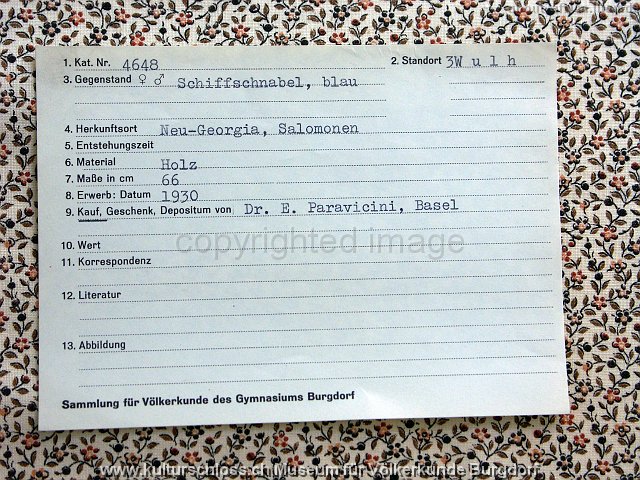 1. Kat. Nr. 4648 2. Standort 3W u l h
3. Gegenstand ♀ ♂ Schiffschnabel, blau
4. Herkunftsort Neu-Georgia, Salomonen
5. Entstehungszeit
6. Material Holz
7. Maße in cm 66
8. Erwerb: Datum 1930
9. Kauf, Geschenk, Depositum von Dr. E. Paravicini, Basel
copyrighted image
10. Wert
11. Korrespondenz
12. Literatur
13. Abbildung
Sammlung für Völkerkunde des Gymnasiums Burgdorf
www.kulturschloss.ch Museum für Völkerkunde Burgdorf